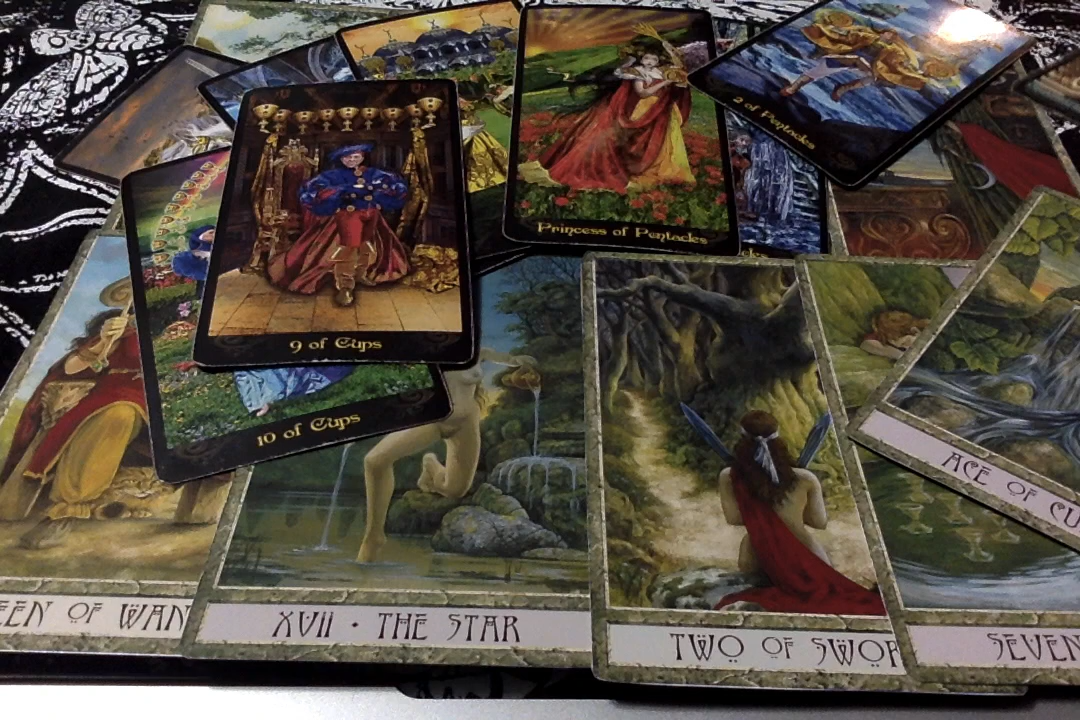 2 of Pentacles
Princess of Pentacles
9 of Cups
10 of Cups
ACE OF CU
EEN OF WAN
XVII · THE STAR
TWO OF SWOR
SEVEN